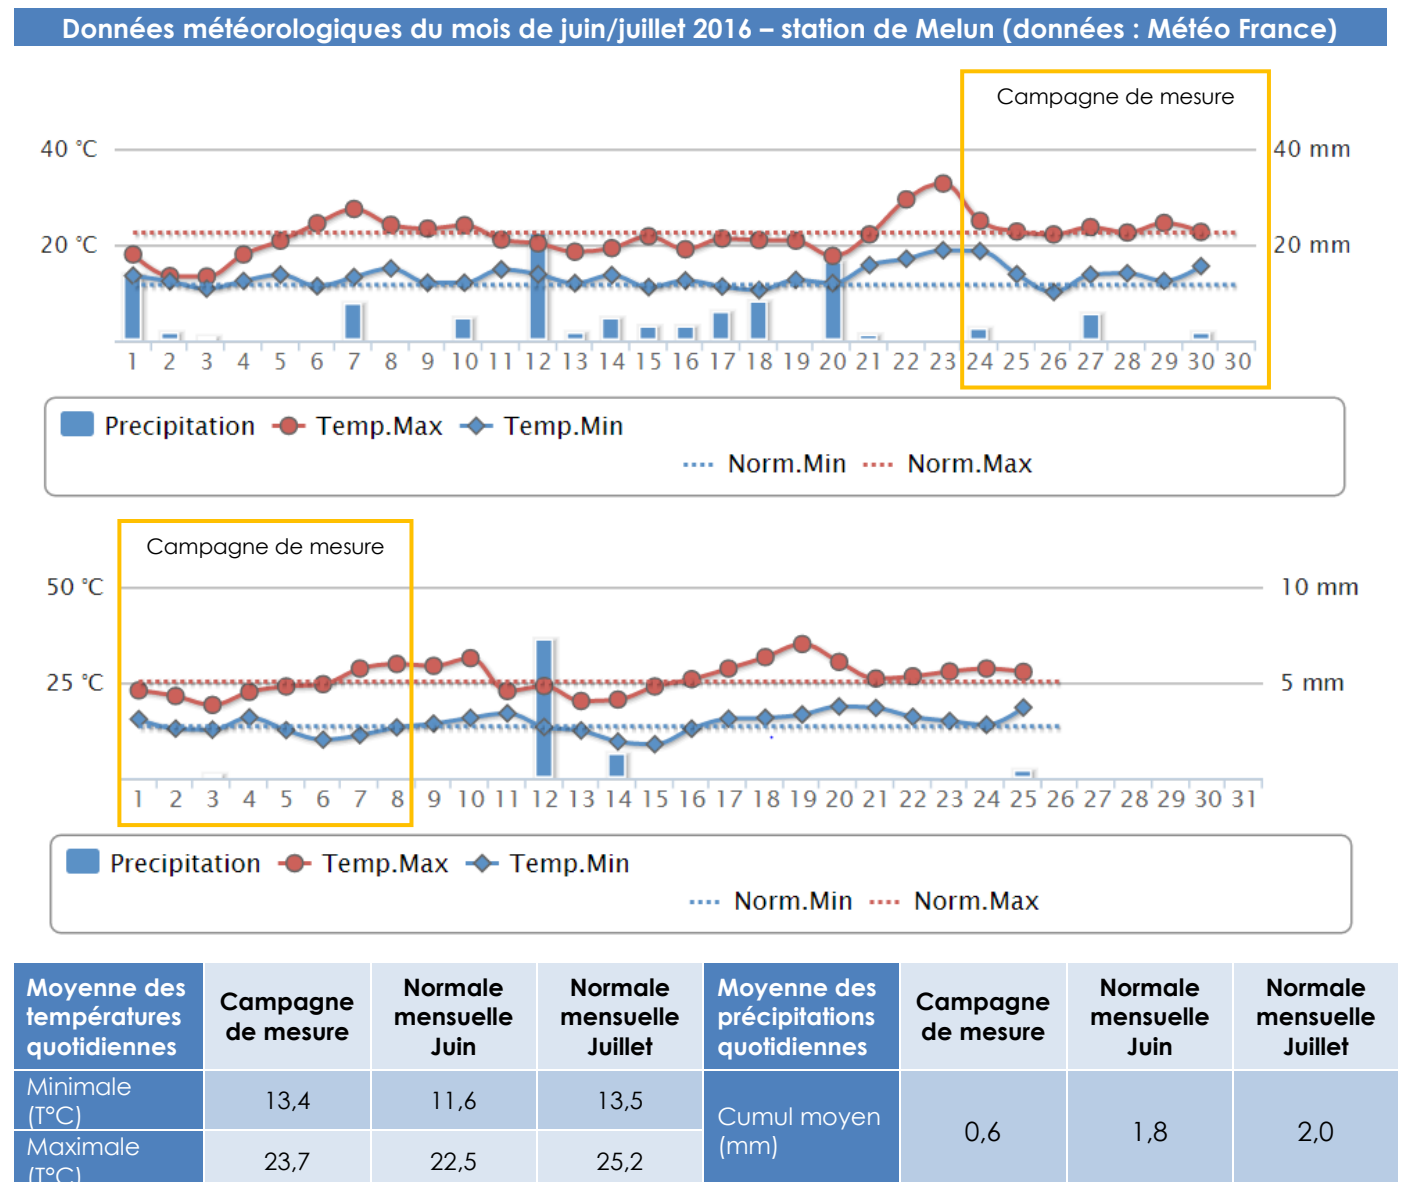 Données météorologiques du mois de juin/juillet 2016 – station de Melun (données : Météo France)
Campagne de mesure
40 °C
40 mm
20 °C
20 mm
1 2 3 4 5 6 7 8 9 10 11 12 13 14 15 16 17 18 19 20 21 22 23 24 25 26 27 28 29 30 30
Precipitation Temp.Max Temp.Min
Norm.Min Norm.Max
Campagne de mesure
50 °C
10 mm
25 °C
5 mm
1 2 3 4 5 6 7 8 9 10 11 12 13 14 15 16 17 18 19 20 21 22 23 24 25 26 27 28 29 30 31
Precipitation Temp.Max Temp.Min
Norm.Min Norm.Max
Moyenne des
températures
quotidiennes
Campagne
de mesure
Normale
mensuelle
Juin
Normale
mensuelle
Juillet
Moyenne des
précipitations
quotidiennes
Campagne
de mesure
Normale
mensuelle
Juin
Normale
mensuelle
Juillet
Minimale
(T°C)
13,4
11,6
13,5
Cumul moyen
(mm)
0,6
1,8
2,0
Maximale
(T°C)
23,7
22,5
25,2